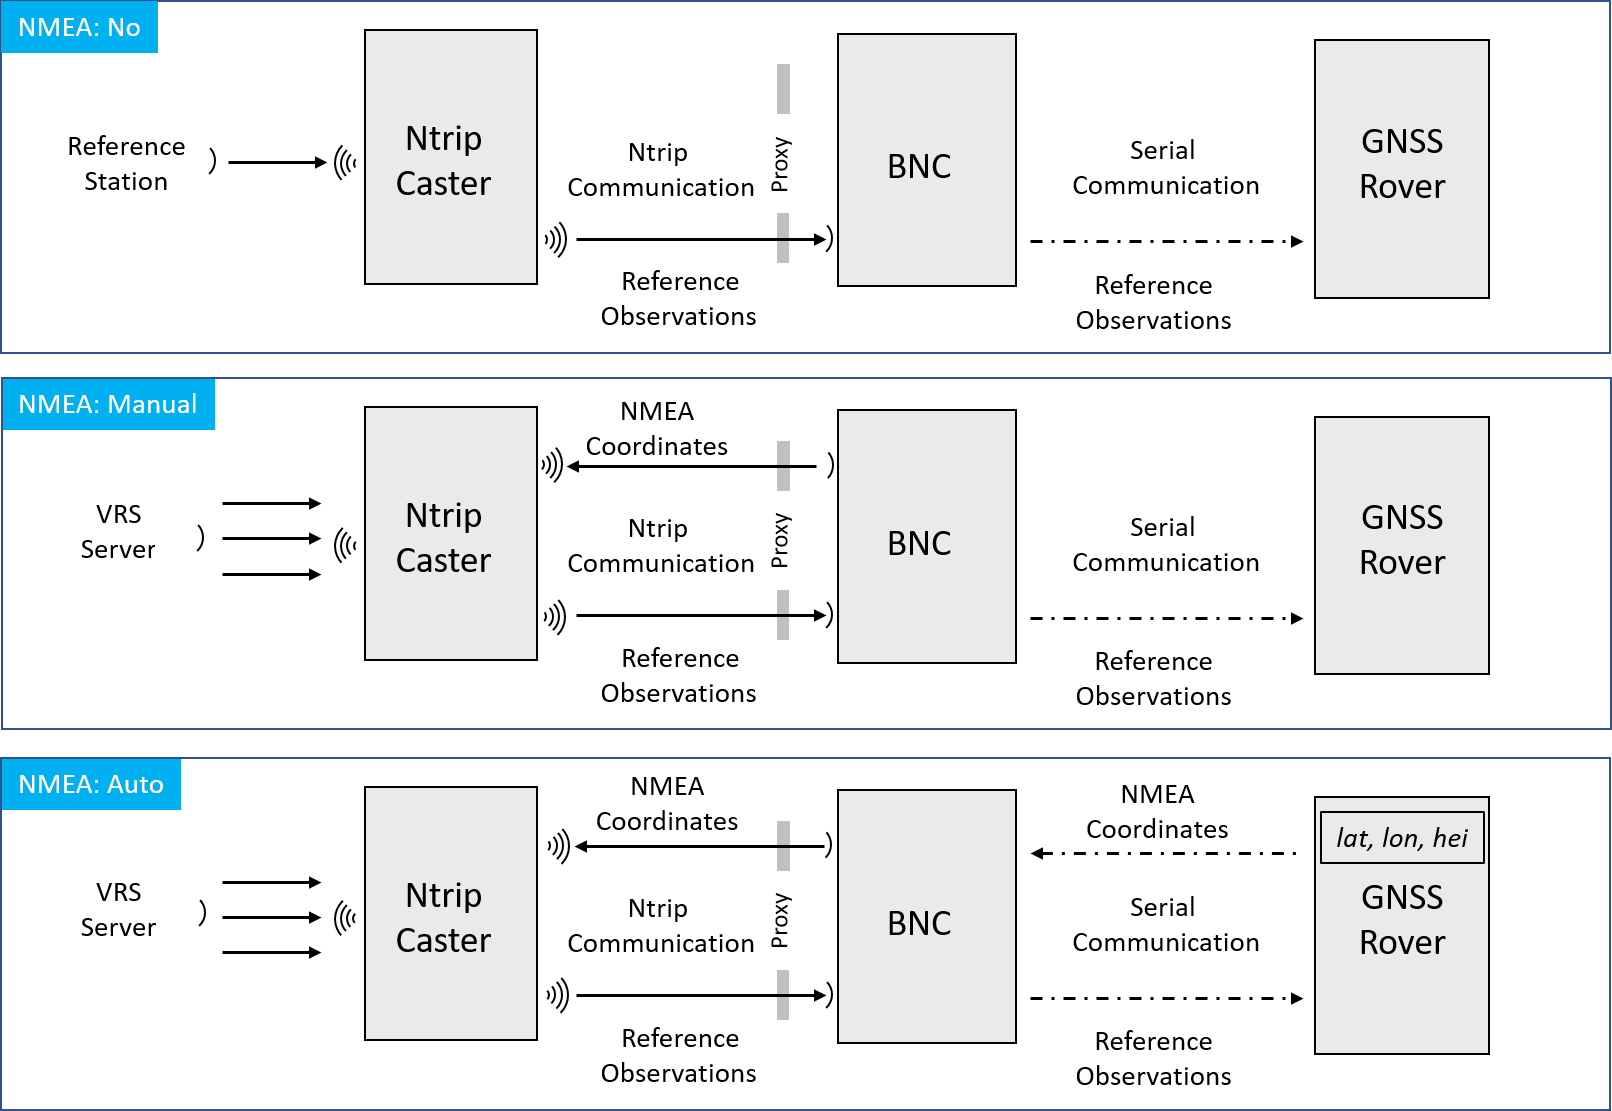 NMEA: No
Reference
Station
Ntrip
Caster
Ntrip
Communication
Proxy
Reference
Observations
BNC
Serial
Communication
Reference
Observations
GNSS
Rover
NMEA: Manual
VRS
Server
Ntrip
Caster
NMEA
Coordinates
Ntrip
Communication
Proxy
Reference
Observations
BNC
Serial
Communication
Reference
Observations
GNSS
Rover
NMEA: Auto
VRS
Server
Ntrip
Caster
NMEA
Coordinates
Ntrip
Communication
Proxy
Reference
Observations
BNC
NMEA
Coordinates
Serial
Communication
Reference
Observations
lat, lon, hei
GNSS
Rover